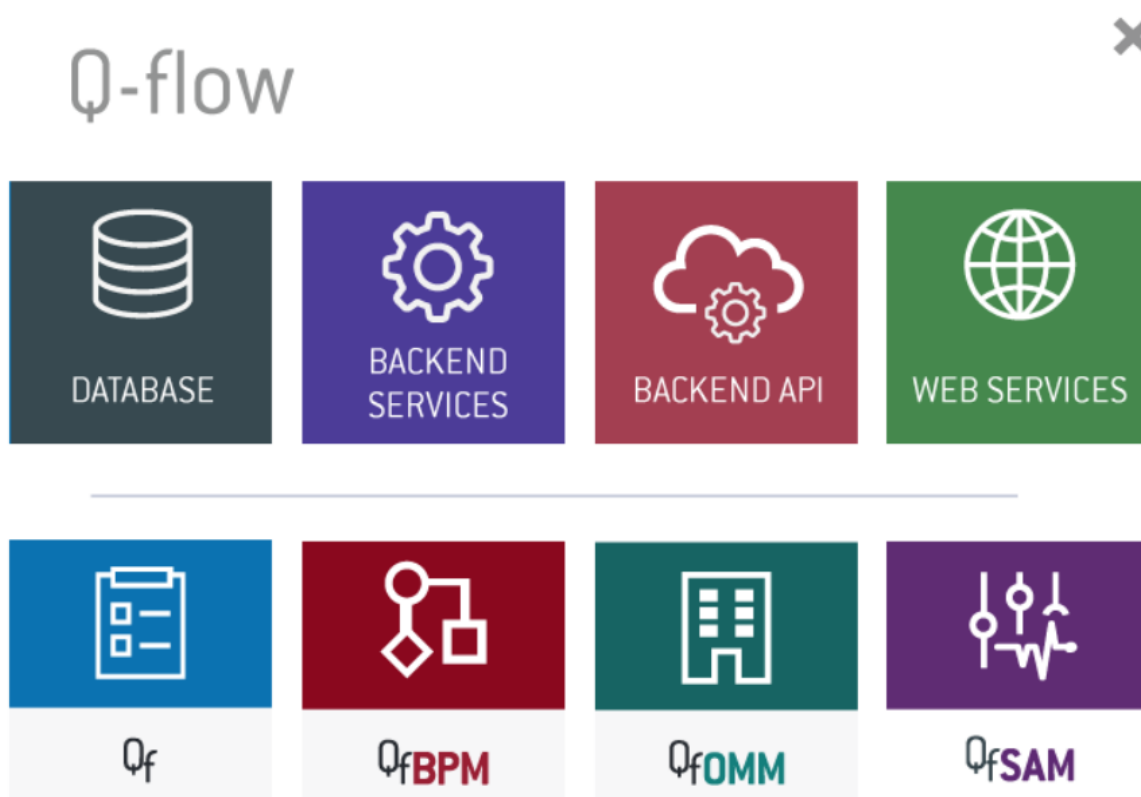 Q-flow
DATABASE
BACKEND
SERVICES
BACKEND API
WEB SERVICES
Qf
QfBPM
QfOMM
QfSAM